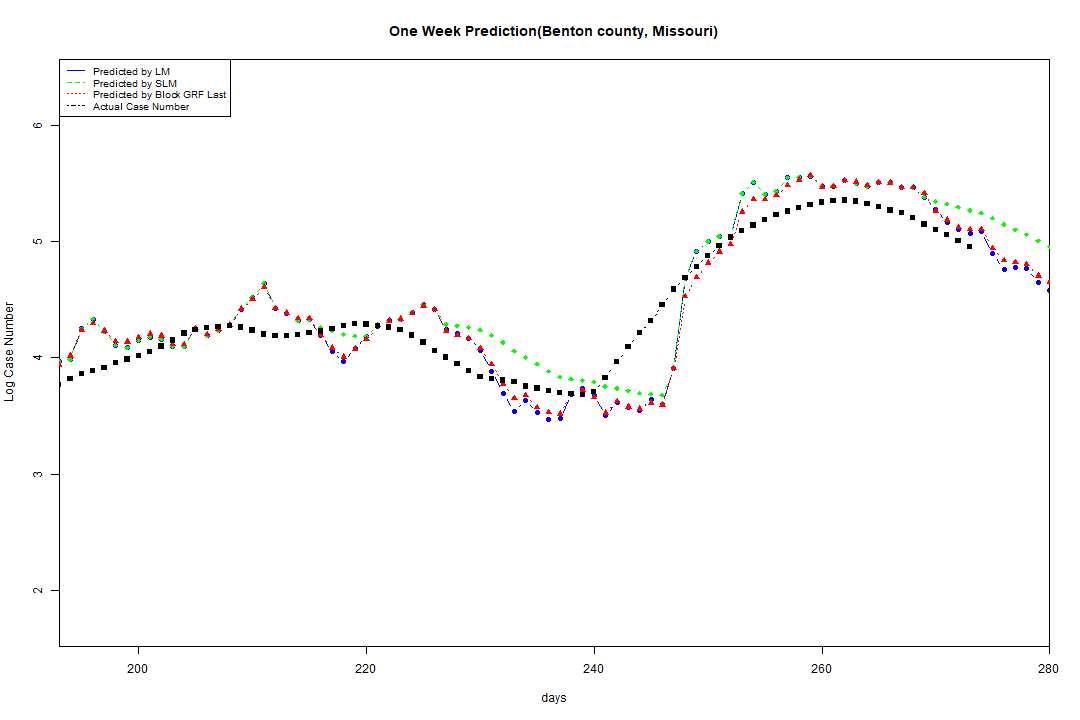 One Week Prediction(Benton county, Missouri)
Predicted by LM
Predicted by SLM
Predicted by Block GRF Last
Actual Case Number
6
5
4
3
2
Log Case Number
200
220
240
260
280
days